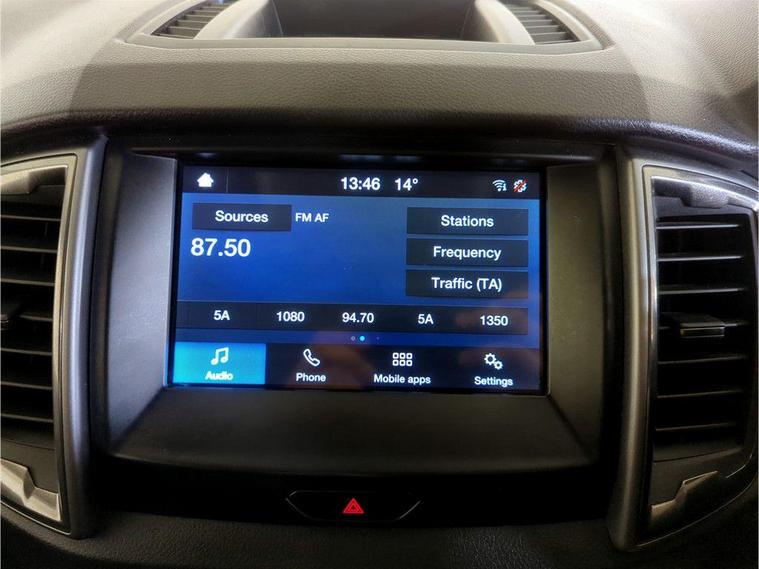 13:46 14°
Sources FM AF Stations
87.50 Frequency
Traffic (TA)
5A 1080 94.70 5A 1350
Audio Phone Mobile apps Settings